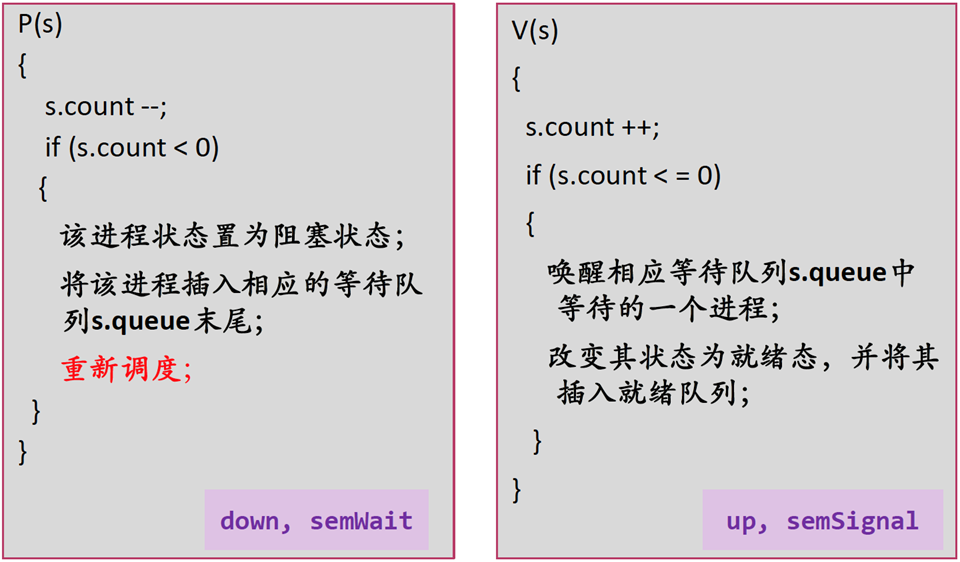 P(s)
{
s.count --;
if (s.count < 0)
{
该进程状态置为阻塞状态；
将该进程插入相应的等待队
列s.queue末尾；
重新调度；
}
}
down, semWait
V(s)
{
s.count ++;
if (s.count < = 0)
{
唤醒相应等待队列s.queue中
等待的一个进程；
改变其状态为就绪态，并将其
插入就绪队列；
}
}
up, semSignal